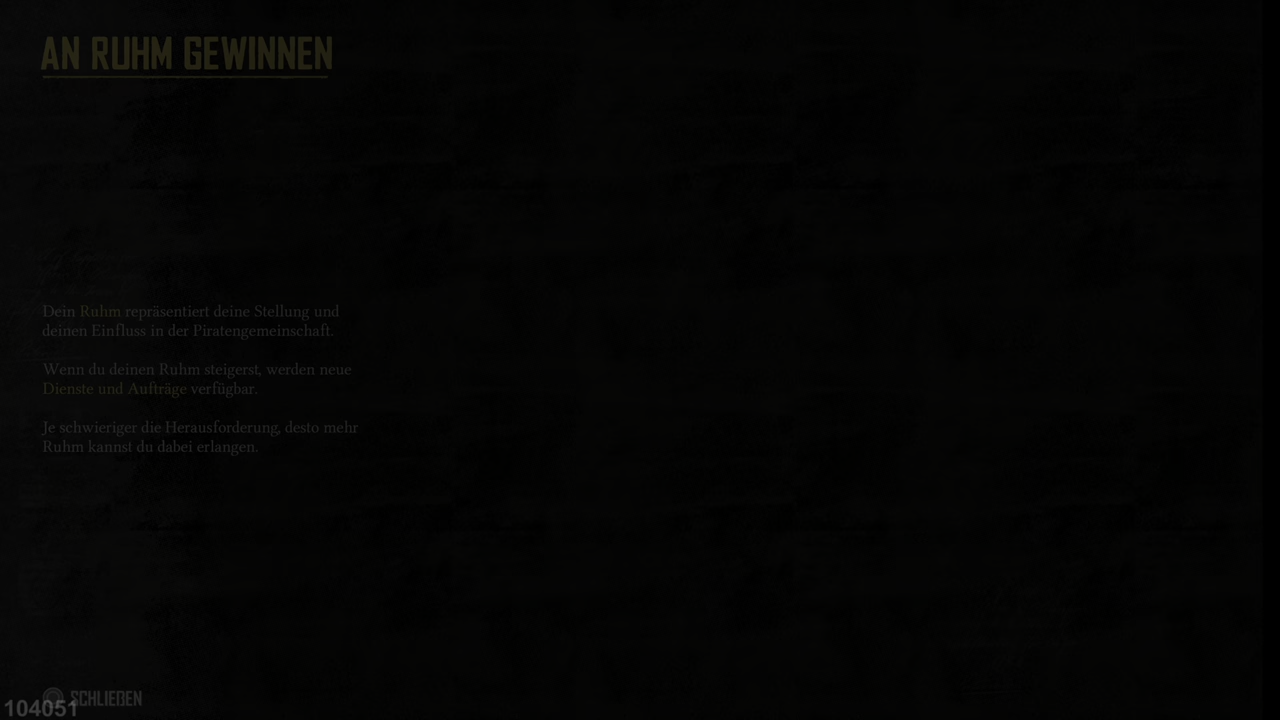 AN RUHM GEWINNEN
Dein Ruhm repräsentiert deine Stellung und
deinen Einfluss in der Piratengemeinschaft.
Wenn du deinen Ruhm steigerst, werden neue
Dienste und Aufträge verfügbar.
Je schwieriger die Herausforderung, desto mehr
Ruhm kannst du dabei erlangen.
SCHLIEßEN
104051